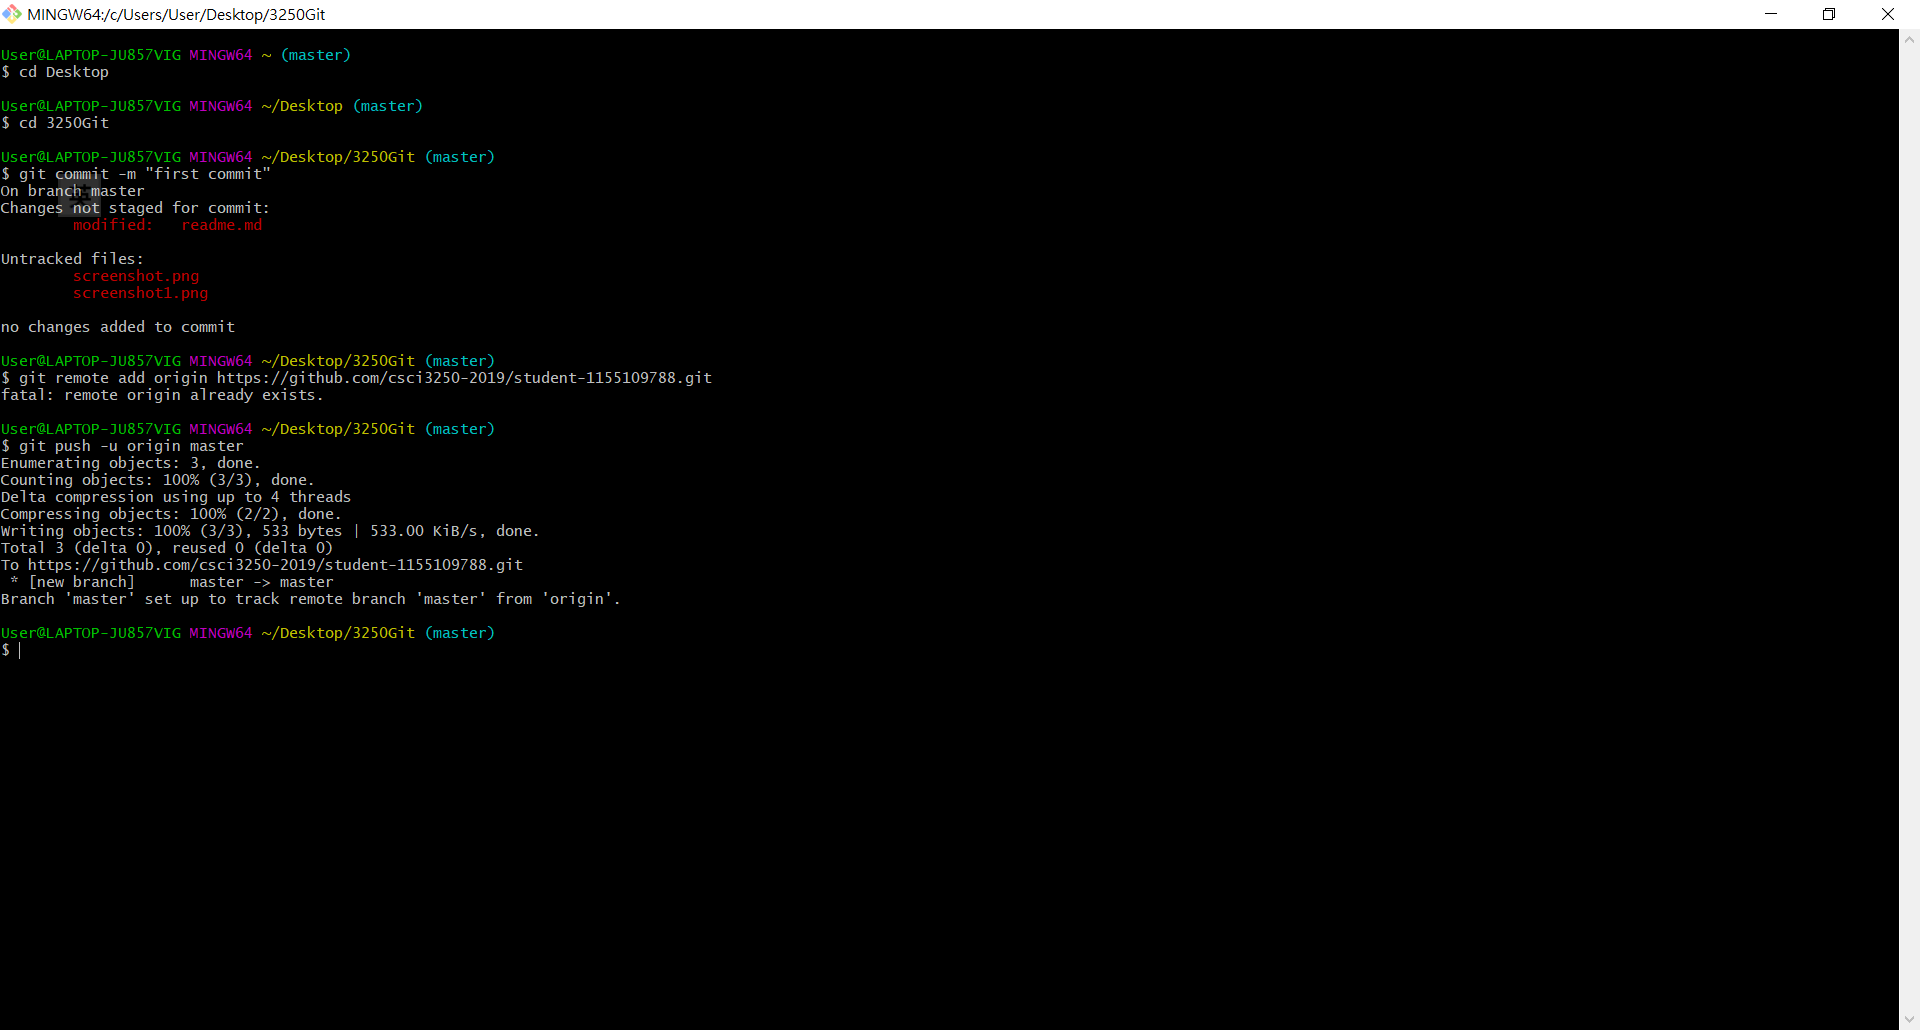 MINGW64:/c/Users/User/Desktop/3250Git
User@LAPTOP-JU857VIG MINGW64 ~ (master)
$ cd Desktop
User@LAPTOP-JU857VIG MINGW64 ~/Desktop (master)
$ cd 3250Git
User@LAPTOP-JU857VIG MINGW64 ~/Desktop/3250Git (master)
$ git commit -m "first commit"
On branch master
Changes not staged for commit:
modified:   readme.md
Untracked files:
screenshot.png
screenshot1.png
no changes added to commit
User@LAPTOP-JU857VIG MINGW64 ~/Desktop/3250Git (master)
$ git remote add origin https://github.com/csci3250-2019/student-1155109788.git
fatal: remote origin already exists.
User@LAPTOP-JU857VIG MINGW64 ~/Desktop/3250Git (master)
$ git push -u origin master
Enumerating objects: 3, done.
Counting objects: 100% (3/3), done.
Delta compression using up to 4 threads
Compressing objects: 100% (2/2), done.
Writing objects: 100% (3/3), 533 bytes | 533.00 KiB/s, done.
Total 3 (delta 0), reused 0 (delta 0)
To https://github.com/csci3250-2019/student-1155109788.git
 * [new branch]      master -> master
Branch 'master' set up to track remote branch 'master' from 'origin'.
User@LAPTOP-JU857VIG MINGW64 ~/Desktop/3250Git (master)
$